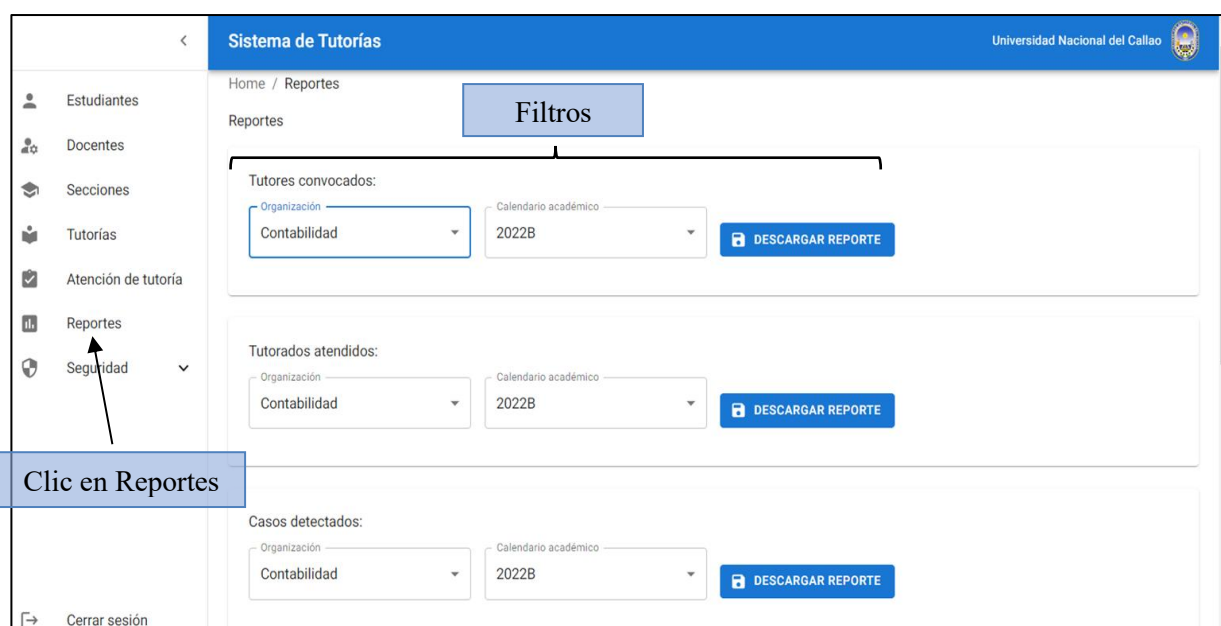 Sistema de Tutorías
Universidad Nacional del Callao
Estudiantes
Docentes
Secciones
Tutorías
Atención de tutoría
Reportes
Seguridad
Clic en Reportes
Cerrar sesión
Home / Reportes
Filtros
Reportes
Tutores convocados:
Organización
Contabilidad
Calendario académico
2022B
DESCARGAR REPORTE
Tutorados atendidos:
Organización
Contabilidad
Calendario académico
2022B
DESCARGAR REPORTE
Casos detectados:
Organización
Contabilidad
Calendario académico
2022B
DESCARGAR REPORTE